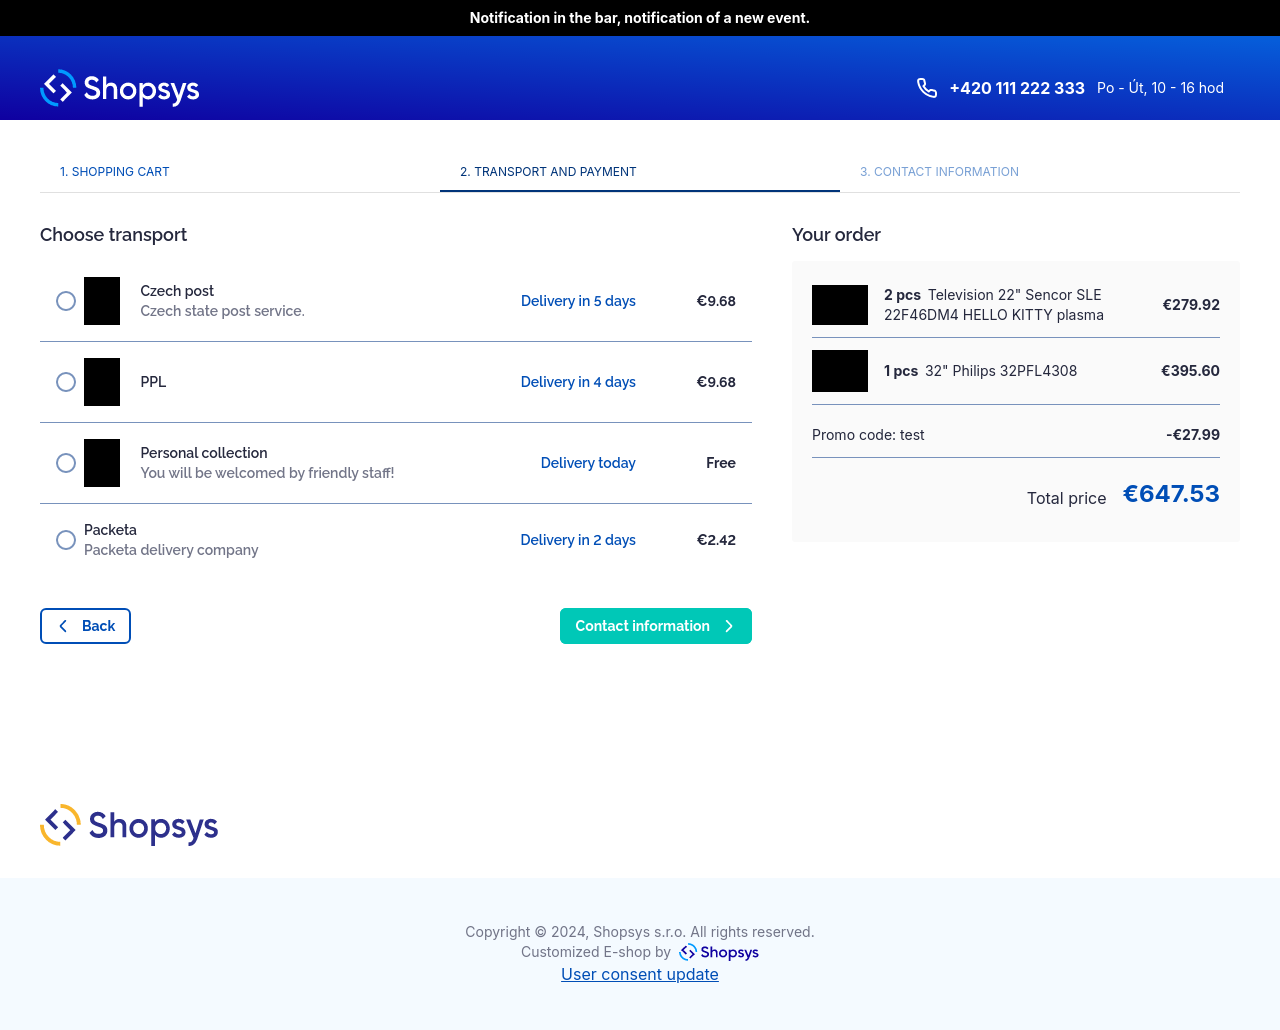 Notification in the bar, notification of a new event.
Shopsys
+420 111 222 333 Po - Út, 10 - 16 hod
1. SHOPPING CART
2. TRANSPORT AND PAYMENT
3. CONTACT INFORMATION
Choose transport
Czech post
Czech state post service.
Delivery in 5 days
€9.68
PPL
Delivery in 4 days
€9.68
Personal collection
You will be welcomed by friendly staff!
Delivery today
Free
Packeta
Packeta delivery company
Delivery in 2 days
€2.42
Back
Contact information
Your order
2 pcs Television 22" Sencor SLE
22F46DM4 HELLO KITTY plasma
€279.92
1 pcs 32" Philips 32PFL4308
€395.60
Promo code: test
-€27.99
Total price €647.53
Shopsys
Copyright © 2024, Shopsys s.r.o. All rights reserved.
Customized E-shop by Shopsys
User consent update